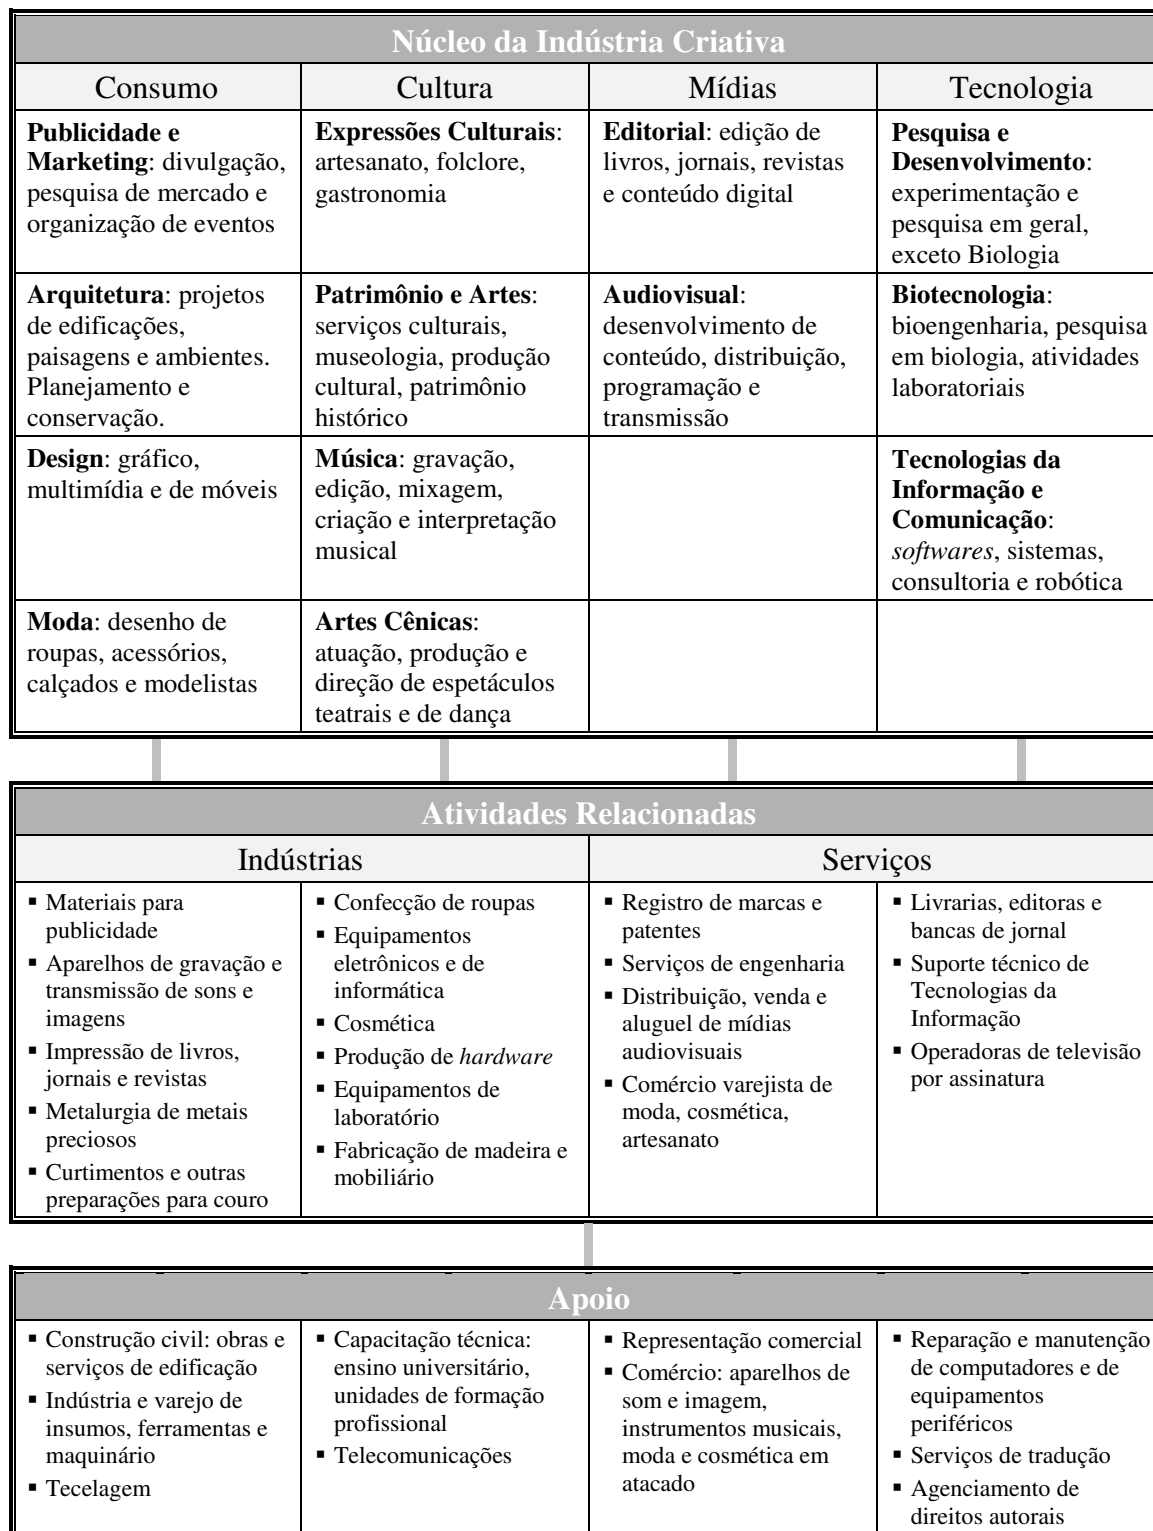 Núcleo da Indústria Criativa
Consumo
Cultura
Mídias
Tecnologia
Publicidade e
Marketing: divulgação,
pesquisa de mercado e
organização de eventos
Expressões Culturais:
artesanato, folclore,
gastronomia
Editorial: edição de
livros, jornais, revistas
e conteúdo digital
Pesquisa e
Desenvolvimento:
experimentação e
pesquisa em geral,
exceto Biologia
Arquitetura: projetos
de edificações,
paisagens e ambientes.
Planejamento e
conservação.
Patrimônio e Artes:
serviços culturais,
museologia, produção
cultural, patrimônio
histórico
Audiovisual:
desenvolvimento de
conteúdo, distribuição,
programação e
transmissão
Biotecnologia:
bioengenharia, pesquisa
em biologia, atividades
laboratoriais
Design: gráfico,
multimídia e de móveis
Música: gravação,
edição, mixagem,
criação e interpretação
musical
Tecnologias da
Informação e
Comunicação:
softwares, sistemas,
consultoria e robótica
Moda: desenho de
roupas, acessórios,
calçados e modelistas
Artes Cênicas:
atuação, produção e
direção de espetáculos
teatrais e de dança
Atividades Relacionadas
Indústrias
Serviços
▪ Materiais para
publicidade
▪ Aparelhos de gravação e
transmissão de sons e
imagens
▪ Impressão de livros,
jornais e revistas
▪ Metalurgia de metais
preciosos
▪ Curtimentos e outras
preparações para couro
▪ Confecção de roupas
▪ Equipamentos
eletrônicos e de
informática
▪ Cosmética
▪ Produção de hardware
▪ Equipamentos de
laboratório
▪ Fabricação de madeira e
mobiliário
▪ Registro de marcas e
patentes
▪ Serviços de engenharia
▪ Distribuição, venda e
aluguel de mídias
audiovisuais
▪ Comércio varejista de
moda, cosmética,
artesanato
▪ Livrarias, editoras e
bancas de jornal
▪ Suporte técnico de
Tecnologias da
Informação
▪ Operadoras de televisão
por assinatura
Apoio
▪ Construção civil: obras e
serviços de edificação
▪ Indústria e varejo de
insumos, ferramentas e
maquinário
▪ Tecelagem
▪ Capacitação técnica:
ensino universitário,
unidades de formação
profissional
▪ Telecomunicações
▪ Representação comercial
▪ Comércio: aparelhos de
som e imagem,
instrumentos musicais,
moda e cosmética em
atacado
▪ Reparação e manutenção
de computadores e de
equipamentos
periféricos
▪ Serviços de tradução
▪ Agenciamento de
direitos autorais